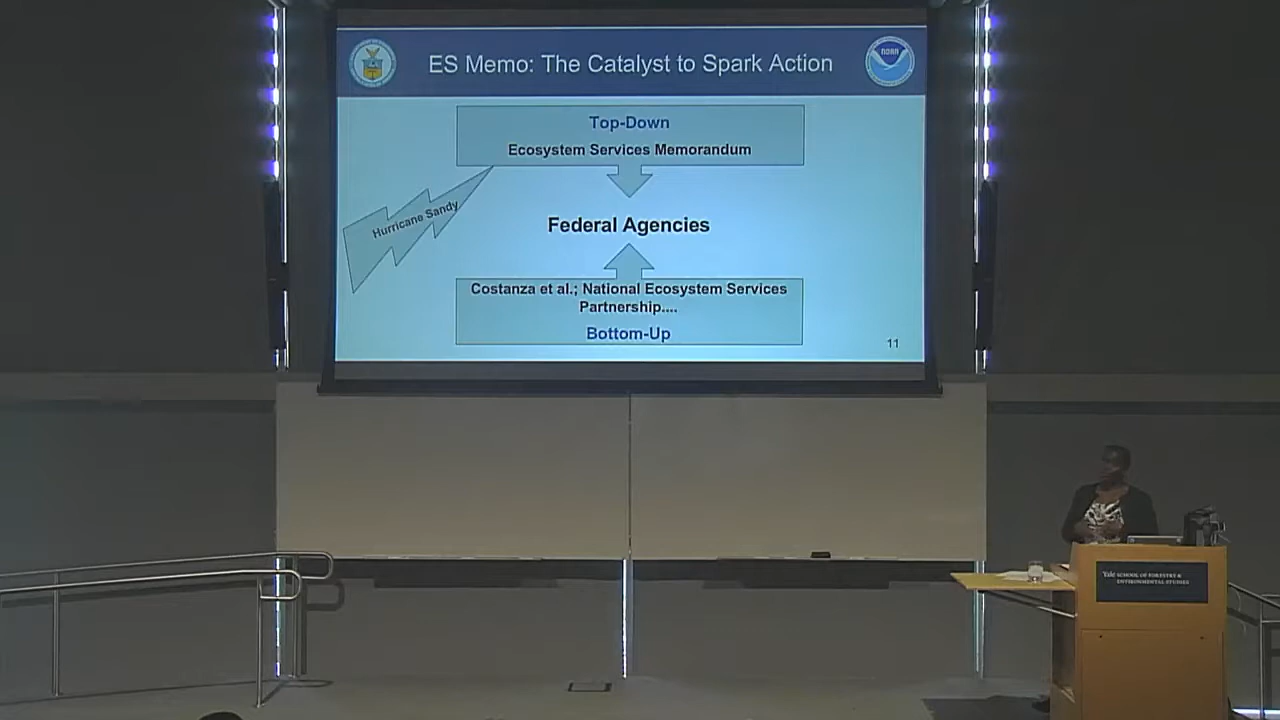 ES Memo: The Catalyst to Spark Action
NOAA
Top-Down
Ecosystem Services Memorandum
Hurricane Sandy
Federal Agencies
Costanza et al.; National Ecosystem Services
Partnership....
Bottom-Up
11
Yale SCHOOL OF FORESTRY &
ENVIRONMENTAL STUDIES